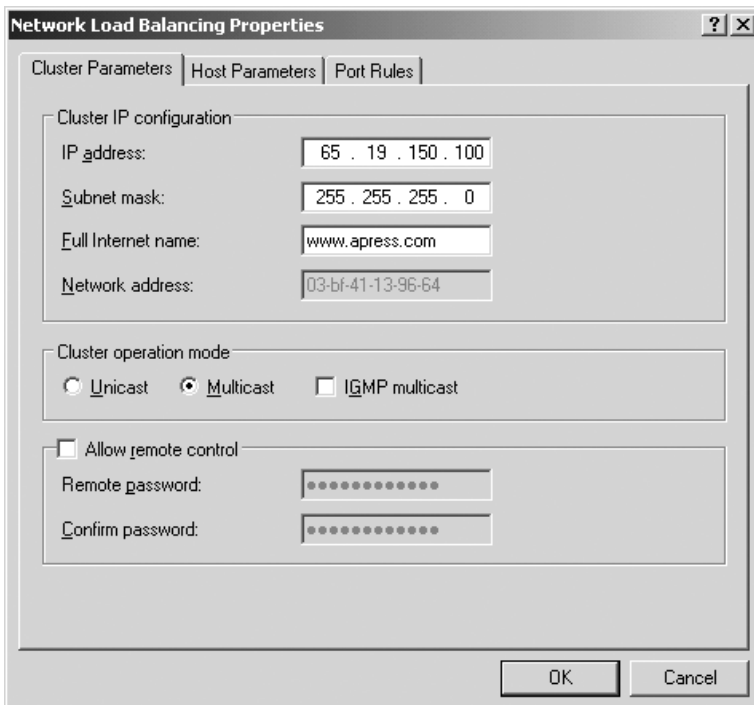 Network Load Balancing Properties
Cluster Parameters Host Parameters Port Rules
Cluster IP configuration
IP address: 65 . 19 . 150 . 100
Subnet mask: 255 . 255 . 255 . 0
Full Internet name: www.apress.com
Network address: 03-bf-41-13-96-64
Cluster operation mode
Unicast Multicast IGMP multicast
Allow remote control
Remote password: ●●●●●●●●●●●●
Confirm password: ●●●●●●●●●●●●
OK Cancel